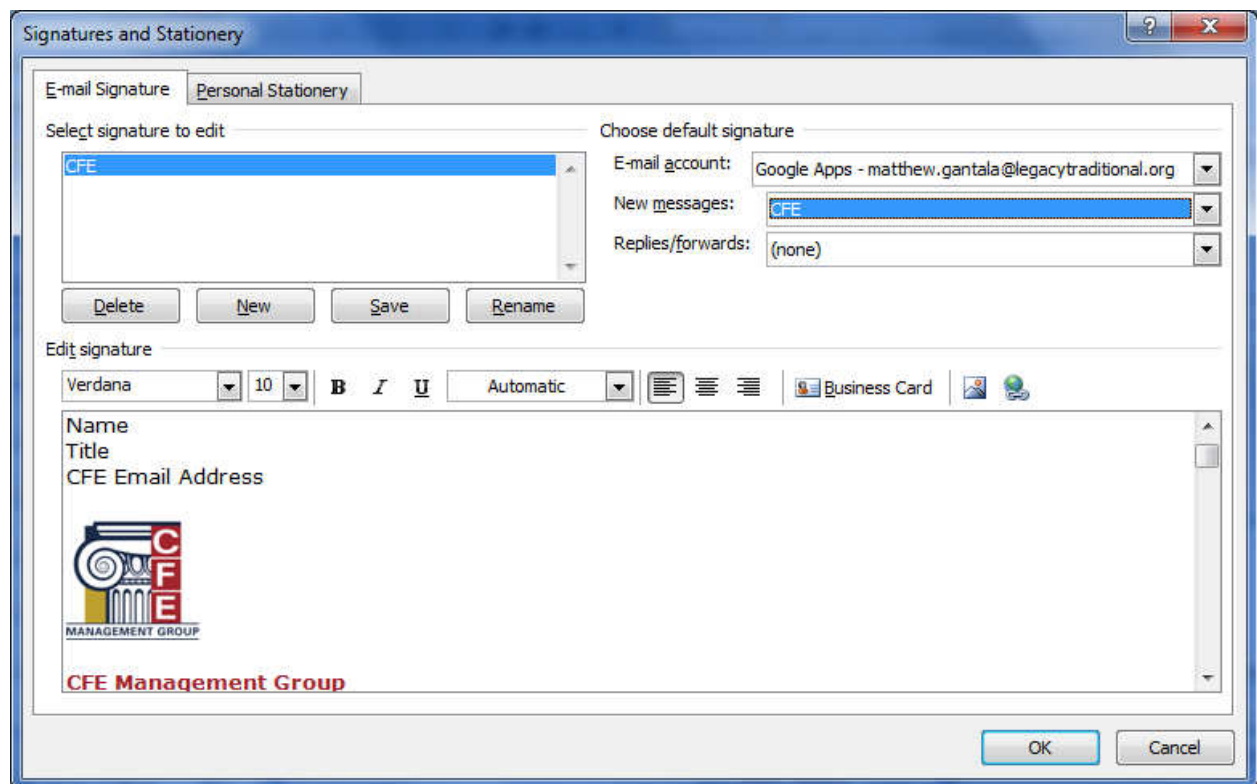 Signatures and Stationery
E-mail Signature
Personal Stationery
Select signature to edit
CFE
Delete
New
Save
Rename
Choose default signature
E-mail account:
Google Apps - matthew.gantala@legacytraditional.org
New messages:
CFE
Replies/forwards:
(none)
Edit signature
Verdana
10
B
I
U
Automatic
Business Card
Name
Title
CFE Email Address
C
F
E
MANAGEMENT GROUP
CFE Management Group
OK
Cancel